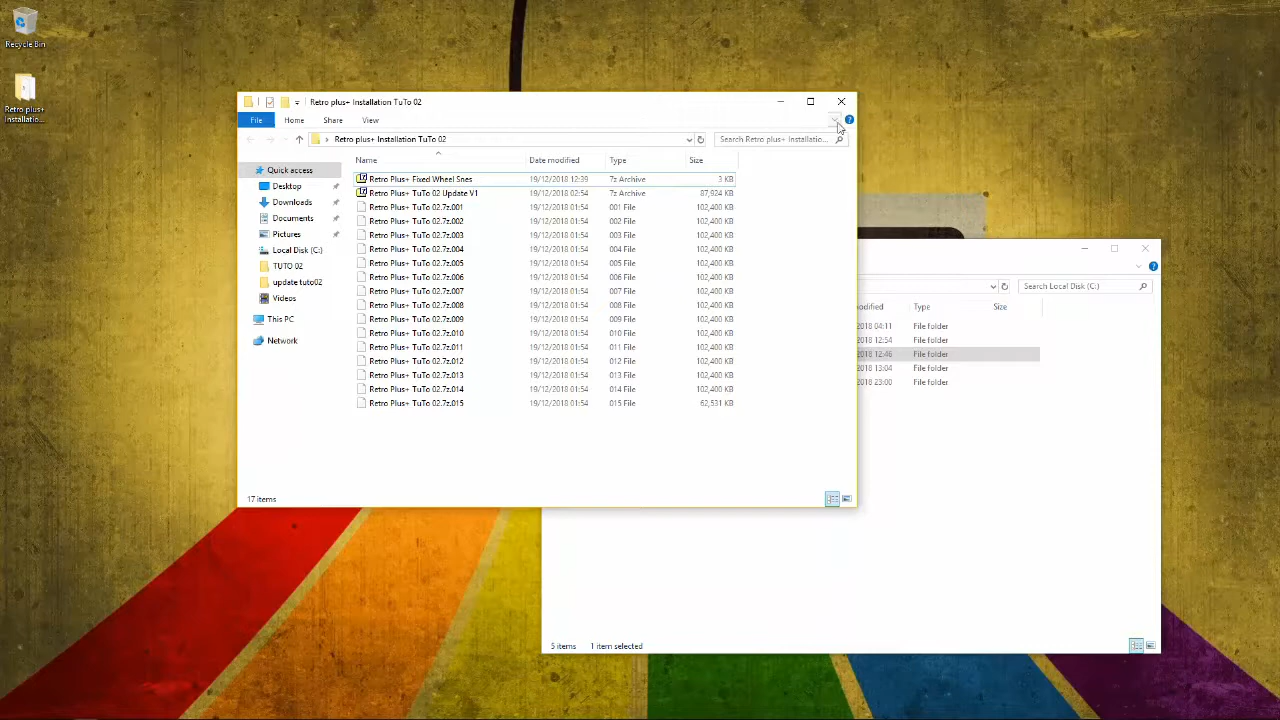 Recycle Bin
Retro plus+
Installatio...
Retro plus+ Installation TuTo 02
File Home Share View
Retro plus+ Installation TuTo 02
Search Retro plus+ Installatio...
Name Date modified Type Size
Quick access
Desktop
Downloads
Documents
Pictures
Local Disk (C:)
TUTO 02
update tuto02
Videos
This PC
Network
Retro Plus+ Fixed Wheel Snes 19/12/2018 12:39 7z Archive 3 KB
Retro Plus+ TuTo 02 Update V1 19/12/2018 02:54 7z Archive 87,924 KB
Retro Plus+ TuTo 02.7z.001 19/12/2018 01:54 001 File 102,400 KB
Retro Plus+ TuTo 02.7z.002 19/12/2018 01:54 002 File 102,400 KB
Retro Plus+ TuTo 02.7z.003 19/12/2018 01:54 003 File 102,400 KB
Retro Plus+ TuTo 02.7z.004 19/12/2018 01:54 004 File 102,400 KB
Retro Plus+ TuTo 02.7z.005 19/12/2018 01:54 005 File 102,400 KB
Retro Plus+ TuTo 02.7z.006 19/12/2018 01:54 006 File 102,400 KB
Retro Plus+ TuTo 02.7z.007 19/12/2018 01:54 007 File 102,400 KB
Retro Plus+ TuTo 02.7z.008 19/12/2018 01:54 008 File 102,400 KB
Retro Plus+ TuTo 02.7z.009 19/12/2018 01:54 009 File 102,400 KB
Retro Plus+ TuTo 02.7z.010 19/12/2018 01:54 010 File 102,400 KB
Retro Plus+ TuTo 02.7z.011 19/12/2018 01:54 011 File 102,400 KB
Retro Plus+ TuTo 02.7z.012 19/12/2018 01:54 012 File 102,400 KB
Retro Plus+ TuTo 02.7z.013 19/12/2018 01:54 013 File 102,400 KB
Retro Plus+ TuTo 02.7z.014 19/12/2018 01:54 014 File 102,400 KB
Retro Plus+ TuTo 02.7z.015 19/12/2018 01:54 015 File 62,531 KB
17 items
Search Local Disk (C:)
odified Type Size
2018 04:11 File folder
2018 12:54 File folder
2018 12:46 File folder
2018 13:04 File folder
2018 23:00 File folder
5 items 1 item selected